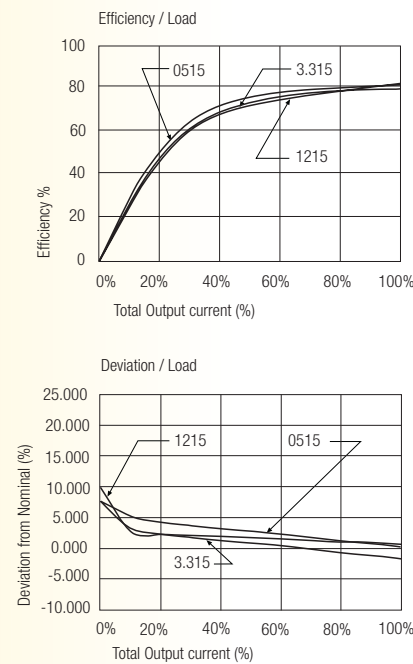 Efficiency / Load
100
80
60
40
20
0
Efficiency %
0515
3.315
1215
0% 20% 40% 60% 80% 100%
Total Output current (%)
Deviation / Load
25.000
20.000
15.000
10.000
5.000
0.000
-5.000
-10.000
Deviation from Nominal (%)
1215
0515
3.315
0% 20% 40% 60% 80% 100%
Total Output current (%)